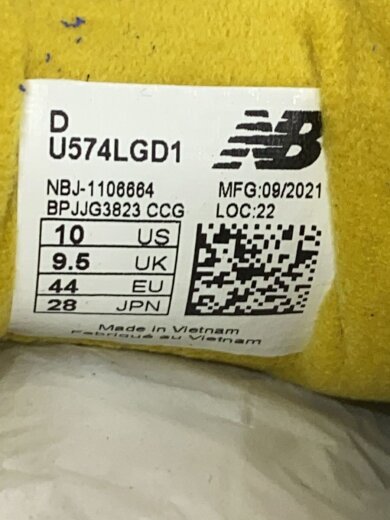 D
U574LGD1
NB
NBJ-1106664 MFG:09/2021
BPJJG3823 CCG LOC:22
10 US
9.5 UK
44 EU
28 JPN
Made in Vietnam
Fabriqué au Vietnam